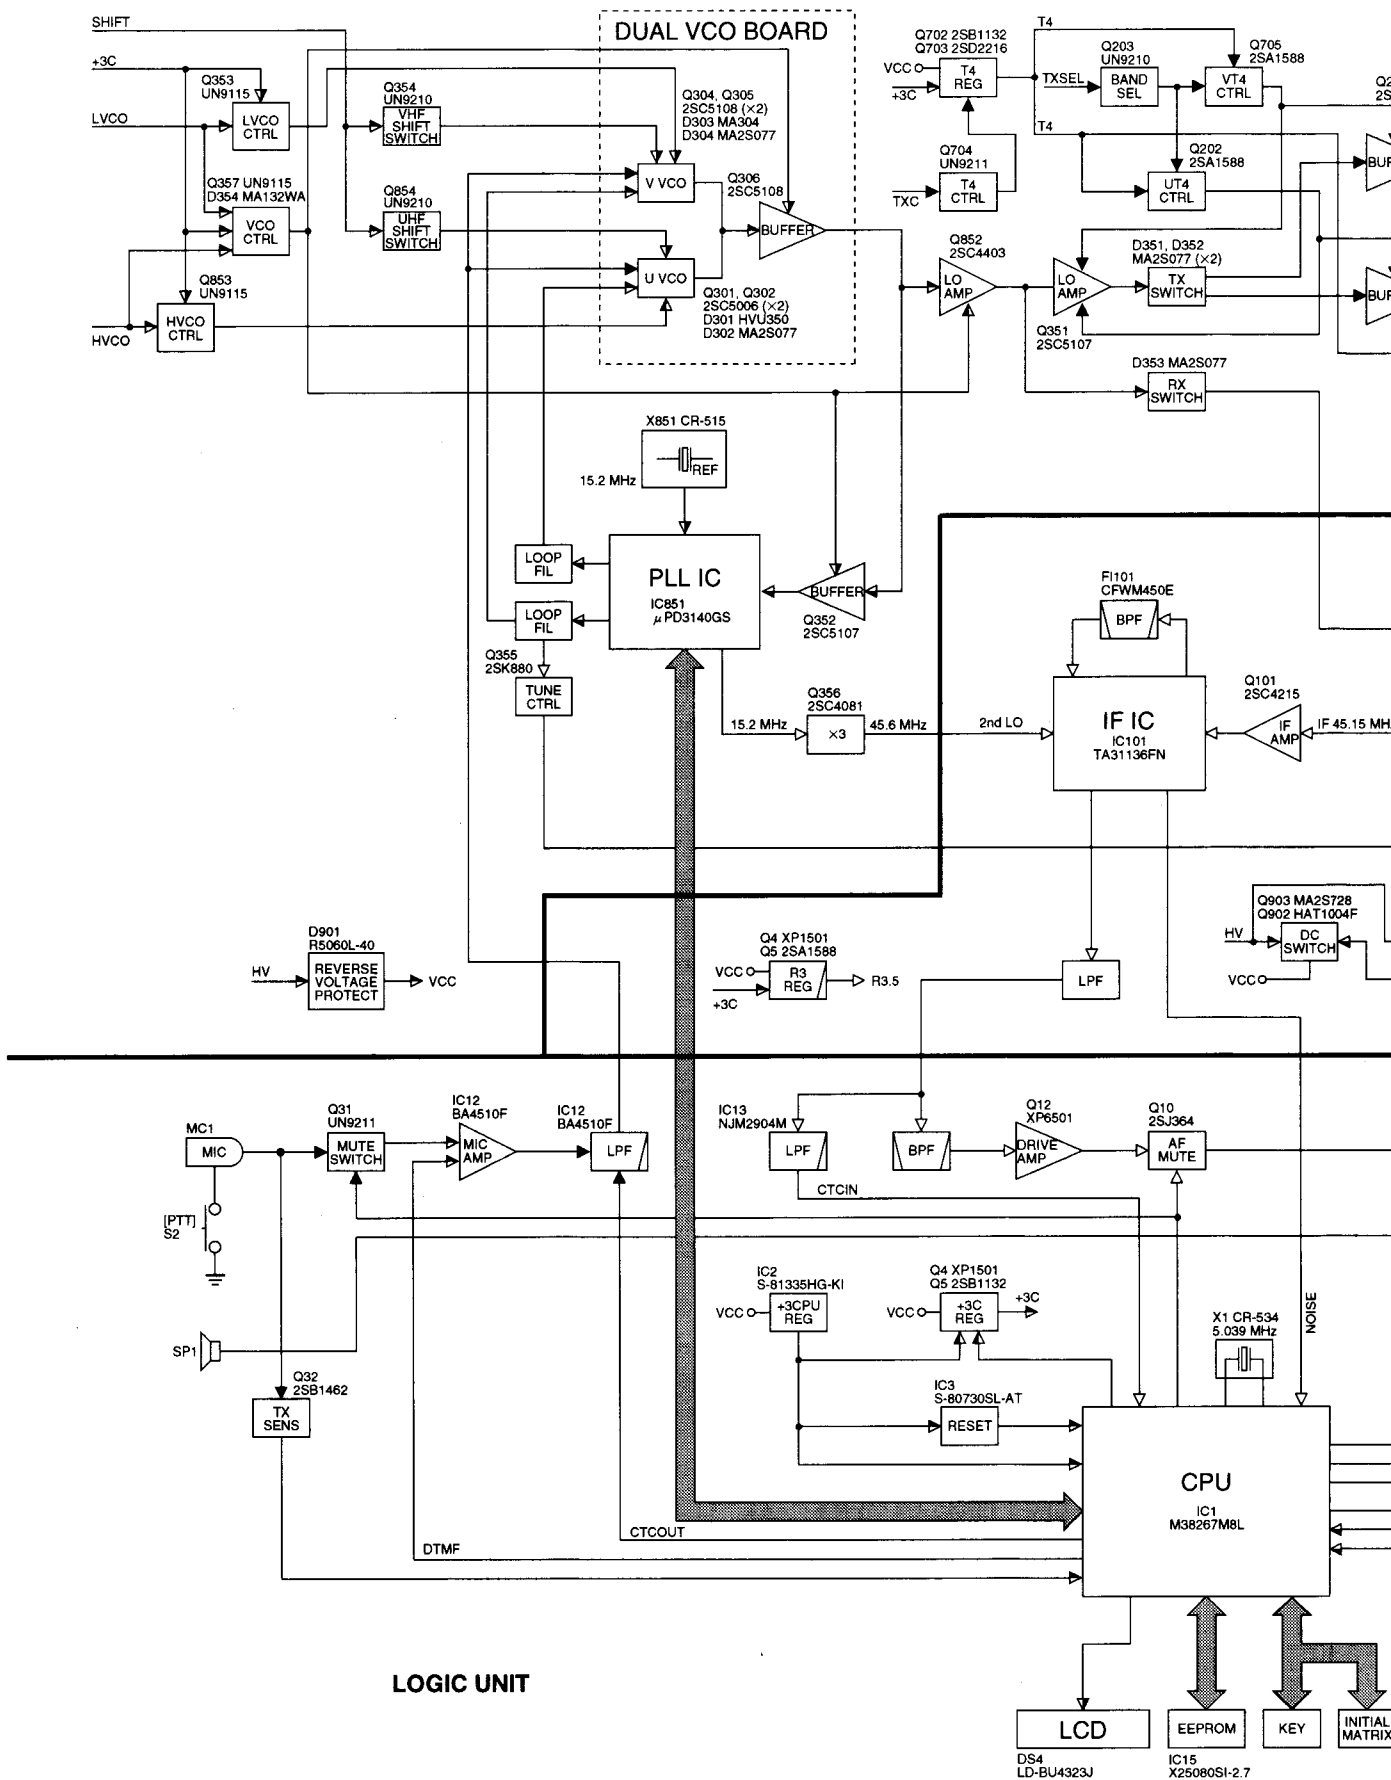 SHIFT
+3C
Q353
UN9115
LVCO
LVCO
CTRL
Q354
UN9210
VHF
SHIFT
SWITCH
Q357 UN9115
D354 MA132WA
VCO
CTRL
Q854
UN9210
UHF
SHIFT
SWITCH
Q853
UN9115
HVCO
HVCO
CTRL
DUAL VCO BOARD
Q304, Q305
2SC5108 (×2)
D303 MA304
D304 MA2S077
V VCO
Q306
2SC5108
BUFFER
U VCO
Q301, Q302
2SC5006 (×2)
D301 HVU350
D302 MA2S077
Q702 2SB1132
Q703 2SD2216
VCC
+3C
T4
REG
T4
TXSEL
Q203
UN9210
BAND
SEL
Q705
2SA1588
VT4
CTRL
T4
Q704
UN9211
TXC
T4
CTRL
Q202
2SA1588
UT4
CTRL
Q2
2S
BUF
Q852
2SC4403
LO
AMP
LO
AMP
Q351
2SC5107
D351, D352
MA2S077 (×2)
TX
SWITCH
BUF
D353 MA2S077
RX
SWITCH
X851 CR-515
REF
15.2 MHz
LOOP
FIL
LOOP
FIL
PLL IC
IC851
μPD3140GS
BUFFER
Q352
2SC5107
Q355
2SK880
TUNE
CTRL
15.2 MHz
Q356
2SC4081
×3
45.6 MHz
2nd LO
FI101
CFWM450E
BPF
IF IC
IC101
TA31136FN
Q101
2SC4215
IF
AMP
IF 45.15 MH
D901
R5060L-40
HV
REVERSE
VOLTAGE
PROTECT
VCC
Q4 XP1501
Q5 2SA1588
VCC
+3C
R3
REG
R3.5
LPF
Q903 MA2S728
Q902 HAT1004F
HV
DC
SWITCH
VCC
MC1
MIC
Q31
UN9211
MUTE
SWITCH
IC12
BA4510F
MIC
AMP
IC12
BA4510F
LPF
IC13
NJM2904M
LPF
BPF
Q12
XP6501
DRIVE
AMP
Q10
2SJ364
AF
MUTE
CTCIN
[PTT]
S2
SP1
IC2
S-81335HG-KI
VCC
+3CPU
REG
Q4 XP1501
Q5 2SB1132
VCC
+3C
REG
+3C
X1 CR-534
5.039 MHz
NOISE
Q32
2SB1462
TX
SENS
IC3
S-80730SL-AT
RESET
CPU
IC1
M38267M8L
CTCOUT
DTMF
LOGIC UNIT
LCD
DS4
LD-BU4323J
EEPROM
IC15
X25080SI-2.7
KEY
INITIAL
MATRIX